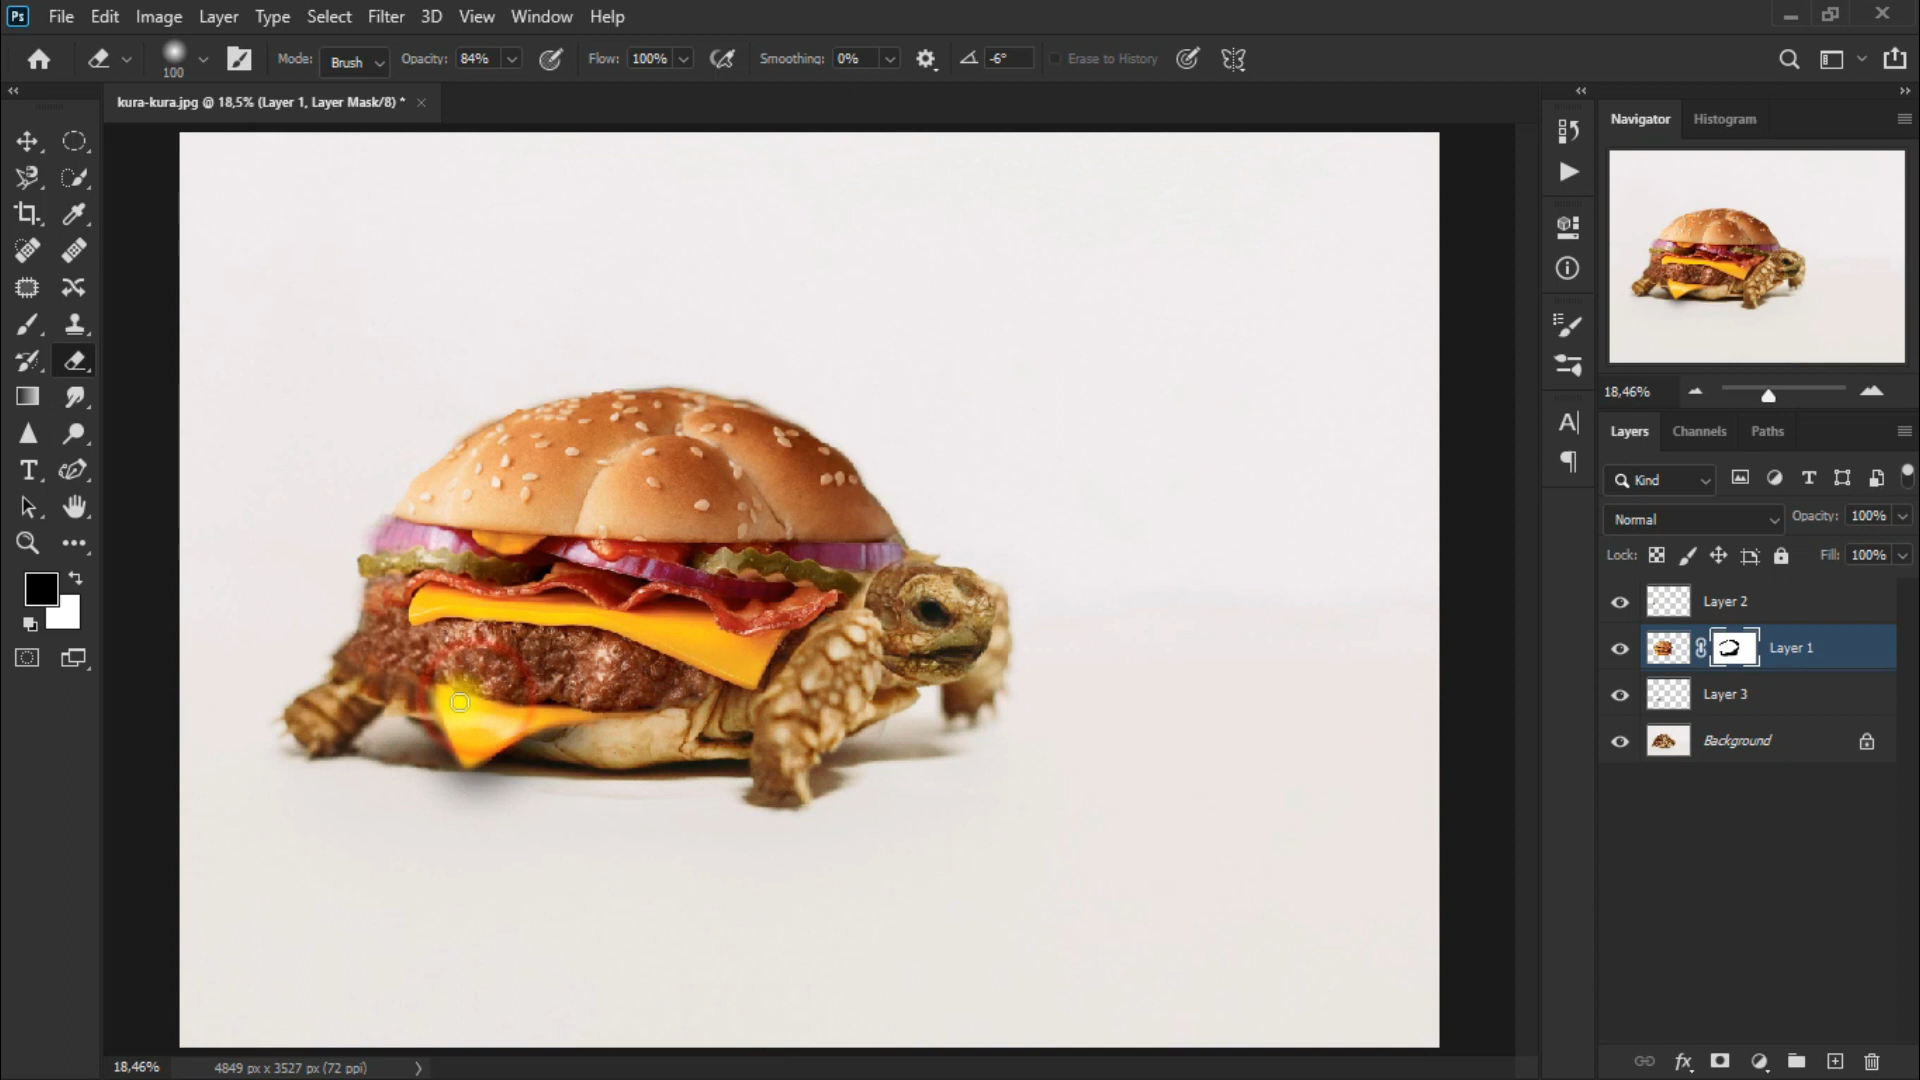 Ps File Edit Image Layer Type Select Filter 3D View Window Help
100 Mode: Brush Opacity: 84% Flow: 100% Smoothing: 0% -6° Erase to History
kura-kura.jpg @ 18,5% (Layer 1, Layer Mask/8) *
Navigator Histogram
18,46%
Layers Channels Paths
Kind
Normal Opacity: 100%
Lock: Fill: 100%
Layer 2
Layer 1
Layer 3
Background
18,46% 4849 px x 3527 px (72 ppi)